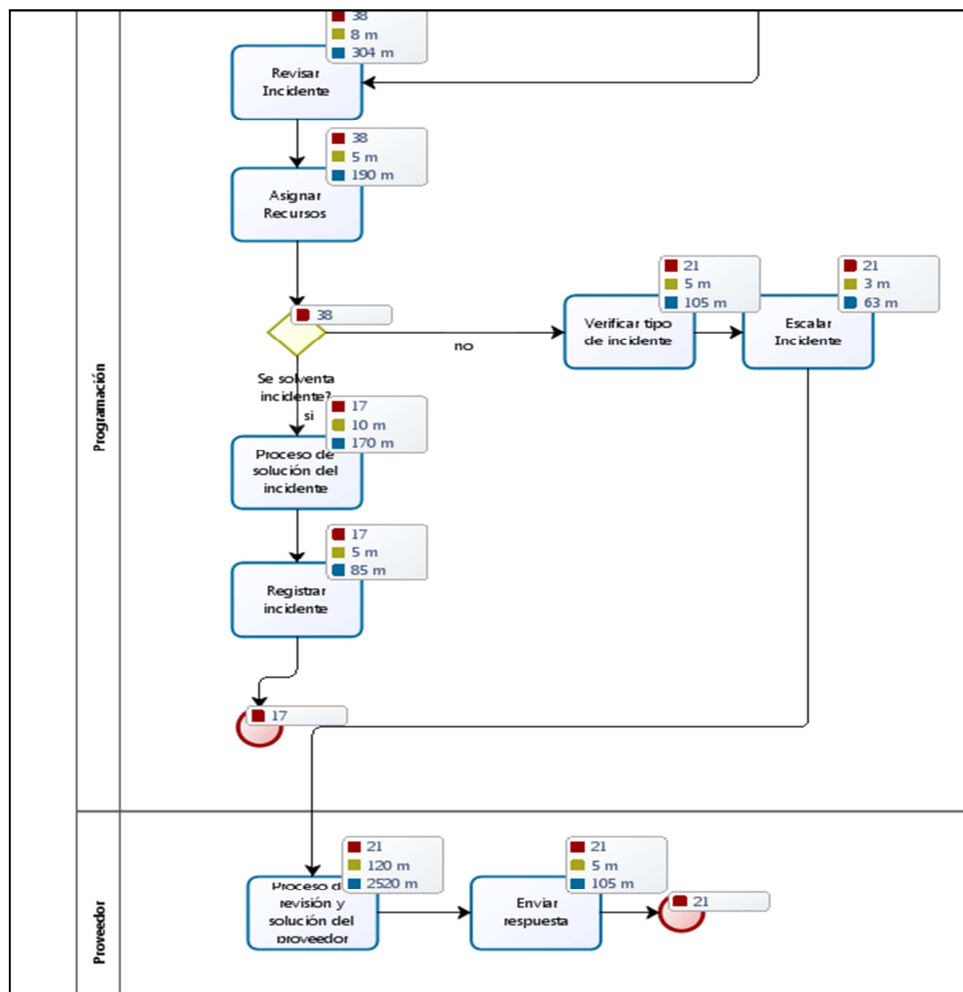 38
8 m
304 m
Revisar
Incidente
38
5 m
190 m
Asignar
Recursos
38
no
21
5 m
105 m
Verificar tipo
de incidente
21
3 m
63 m
Escalar
Incidente
Se solventa
incidente?
si
17
10 m
170 m
Proceso de
solución del
incidente
17
5 m
85 m
Registrar
incidente
17
Programación
21
120 m
2520 m
Proceso d
revisión y
solución del
proveedor
21
5 m
105 m
Enviar
respuesta
21
Proveedor